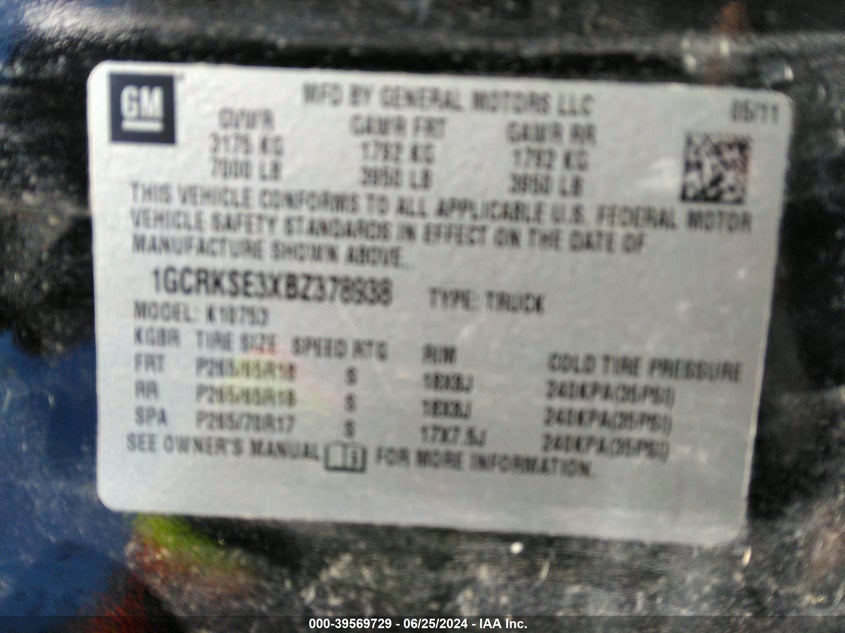 GM
MFD BY GENERAL MOTORS LLC 05/11
GVWR GAWR FRT GAWR RR
3175 KG 1792 KG 1792 KG
7000 LB 3950 LB 3950 LB
THIS VEHICLE CONFORMS TO ALL APPLICABLE U.S. FEDERAL MOTOR
VEHICLE SAFETY STANDARDS IN EFFECT ON THE DATE OF
MANUFACTURE SHOWN ABOVE.
1GCRKSE3XBZ378938 TYPE: TRUCK
MODEL: K10753
TIRE SIZE SPEED RTG RIM COLD TIRE PRESSURE
FRT P265/65R18 S 18X8J 240KPA(35PSI)
RR P265/65R18 S 18X8J 240KPA(35PSI)
SPA P265/70R17 S 17X7.5J 240KPA(35PSI)
SEE OWNER'S MANUAL FOR MORE INFORMATION.
000-39569729 - 06/25/2024 - IAA Inc.